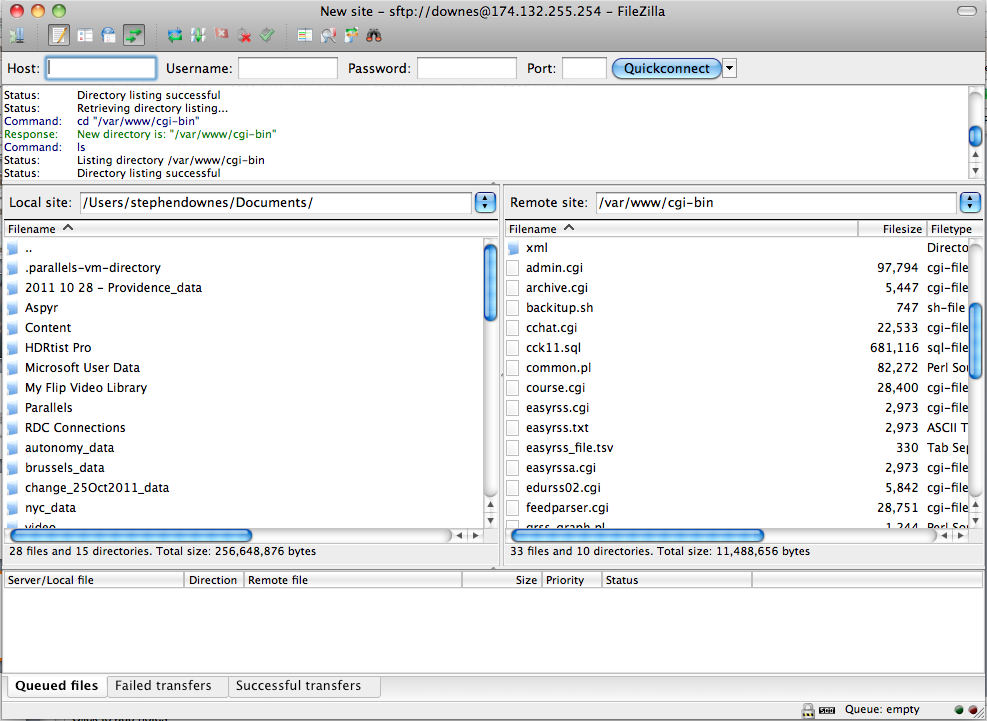 New site - sftp://downes@174.132.255.254 - FileZilla
Host: Username: Password: Port: Quickconnect
Status: Directory listing successful
Status: Retrieving directory listing...
Command: cd "/var/www/cgi-bin"
Response: New directory is: "/var/www/cgi-bin"
Command: ls
Status: Listing directory /var/www/cgi-bin
Status: Directory listing successful
Local site: /Users/stephendownes/Documents/
Filename
..
.parallels-vm-directory
2011 10 28 - Providence_data
Aspyr
Content
HDRtist Pro
Microsoft User Data
My Flip Video Library
Parallels
RDC Connections
autonomy_data
brussels_data
change_25Oct2011_data
nyc_data
video
28 files and 15 directories. Total size: 256,648,876 bytes
Remote site: /var/www/cgi-bin
Filename Filesize Filetype
xml Directo
admin.cgi 97,794 cgi-file
archive.cgi 5,447 cgi-file
backitup.sh 747 sh-file
cchat.cgi 22,533 cgi-file
cck11.sql 681,116 sql-file
common.pl 82,272 Perl Sou
course.cgi 28,400 cgi-file
easyrss.cgi 2,973 cgi-file
easyrss.txt 2,973 ASCII T
easyrss_file.tsv 330 Tab Sep
easyrssa.cgi 2,973 cgi-file
edurss02.cgi 5,842 cgi-file
feedparser.cgi 28,751 cgi-file
grss_graph.pl 1,244 Perl Sou
33 files and 10 directories. Total size: 11,488,656 bytes
Server/Local file Direction Remote file Size Priority Status
Queued files Failed transfers Successful transfers
Queue: empty